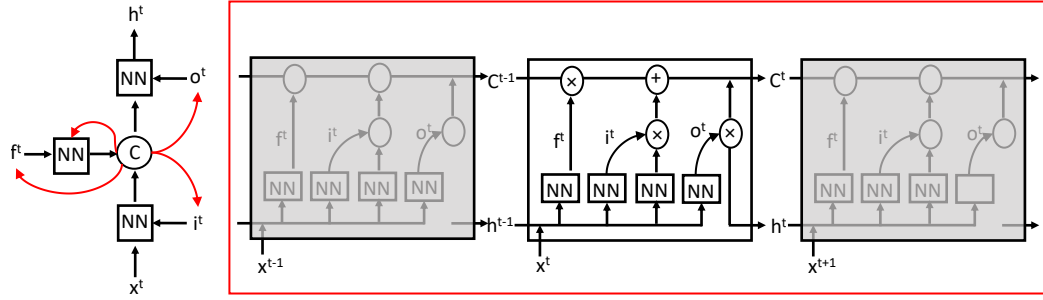 h^t
NN
o^t
f^t
NN
C
NN
i^t
x^t
f^t
i^t
o^t
NN
NN
NN
NN
x^t-1
C^t-1
h^t-1
×
+
f^t
i^t
×
o^t
×
NN
NN
NN
NN
x^t
C^t
h^t
f^t
i^t
o^t
NN
NN
NN
x^t+1